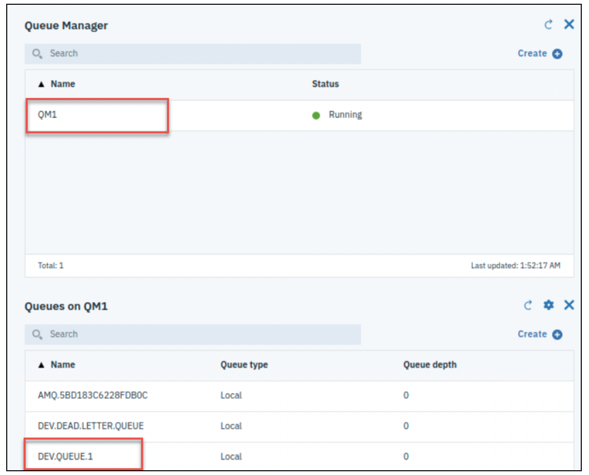 Queue Manager
Search
Create
Name Status
QM1 Running
Total: 1 Last updated: 1:52:17 AM
Queues on QM1
Search
Create
Name Queue type Queue depth
AMQ.5BD183C6228FDB0C Local 0
DEV.DEAD.LETTER.QUEUE Local 0
DEV.QUEUE.1 Local 0